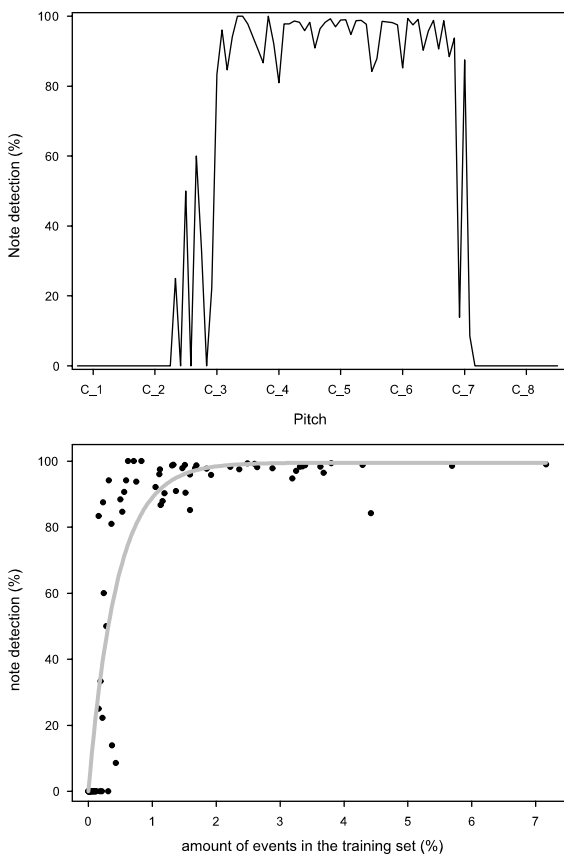 100
80
60
40
20
0
Note detection (%)
C_1 C_2 C_3 C_4 C_5 C_6 C_7 C_8
Pitch
100
80
60
40
20
0
note detection (%)
0 1 2 3 4 5 6 7
amount of events in the training set (%)